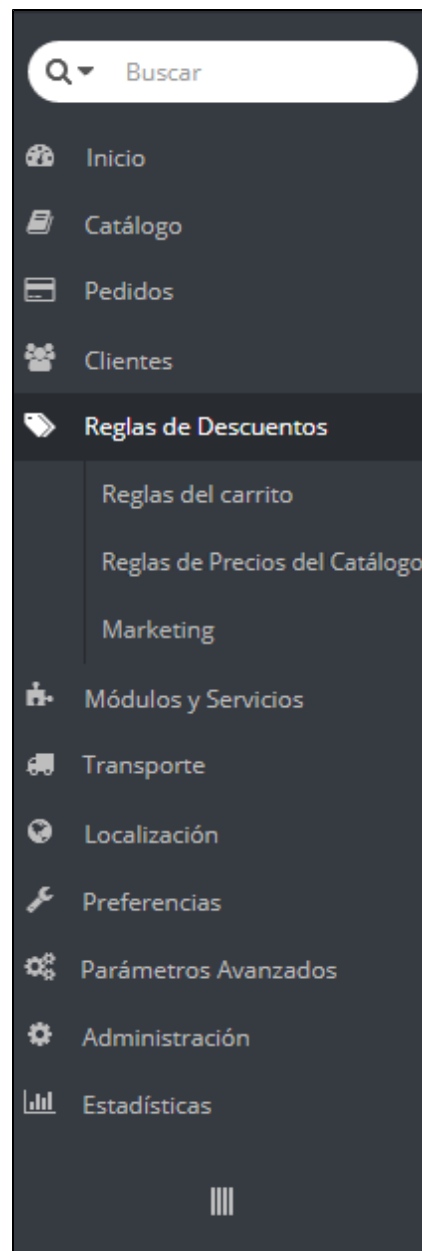 Buscar
Inicio
Catálogo
Pedidos
Clientes
Reglas de Descuentos
Reglas del carrito
Reglas de Precios del Catálogo
Marketing
Módulos y Servicios
Transporte
Localización
Preferencias
Parámetros Avanzados
Administración
Estadísticas